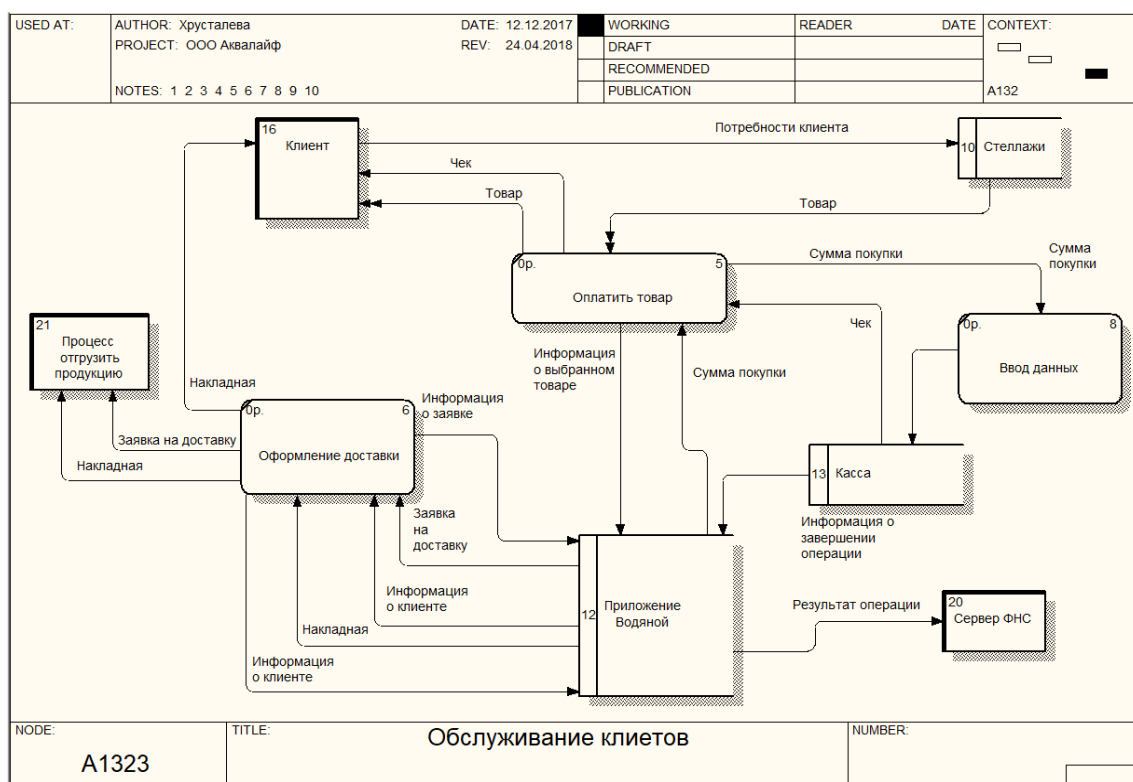 USED AT:
AUTHOR: Хрусталева
DATE: 12.12.2017
WORKING
READER
DATE
CONTEXT:
PROJECT: ООО Аквалайф
REV: 24.04.2018
DRAFT
RECOMMENDED
NOTES: 1 2 3 4 5 6 7 8 9 10
PUBLICATION
A132
16
Клиент
Потребности клиента
10
Стеллажи
Чек
Товар
Товар
0р.
5
Оплатить товар
Сумма покупки
Сумма
покупки
21
Процесс
отгрузить
продукцию
Чек
0р.
8
Ввод данных
Информация
о выбранном
товаре
Сумма покупки
Накладная
Информация
о заявке
0р.
6
Оформление доставки
Заявка на доставку
Накладная
13
Касса
Заявка
на
доставку
Информация о
завершении
операции
Информация
о клиенте
12
Приложение
Водяной
Результат операции
20
Сервер ФНС
Накладная
Информация
о клиенте
NODE:
TITLE:
NUMBER:
A1323
Обслуживание клиетов